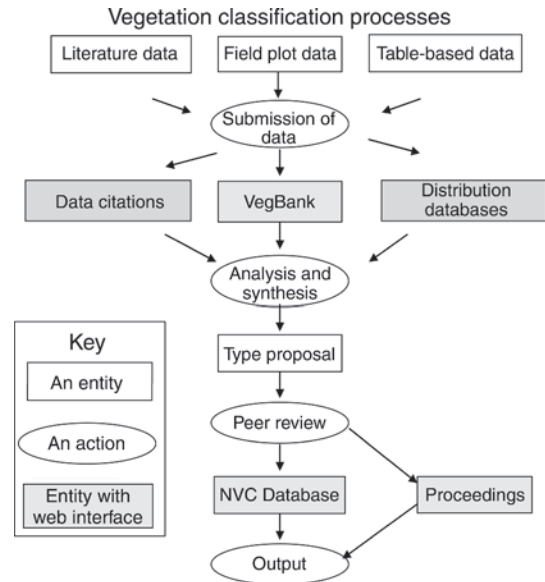 Vegetation classification processes
Literature data
Field plot data
Table-based data
Submission of
data
Data citations
VegBank
Distribution
databases
Analysis and
synthesis
Type proposal
Peer review
NVC Database
Proceedings
Output
Key
An entity
An action
Entity with
web interface